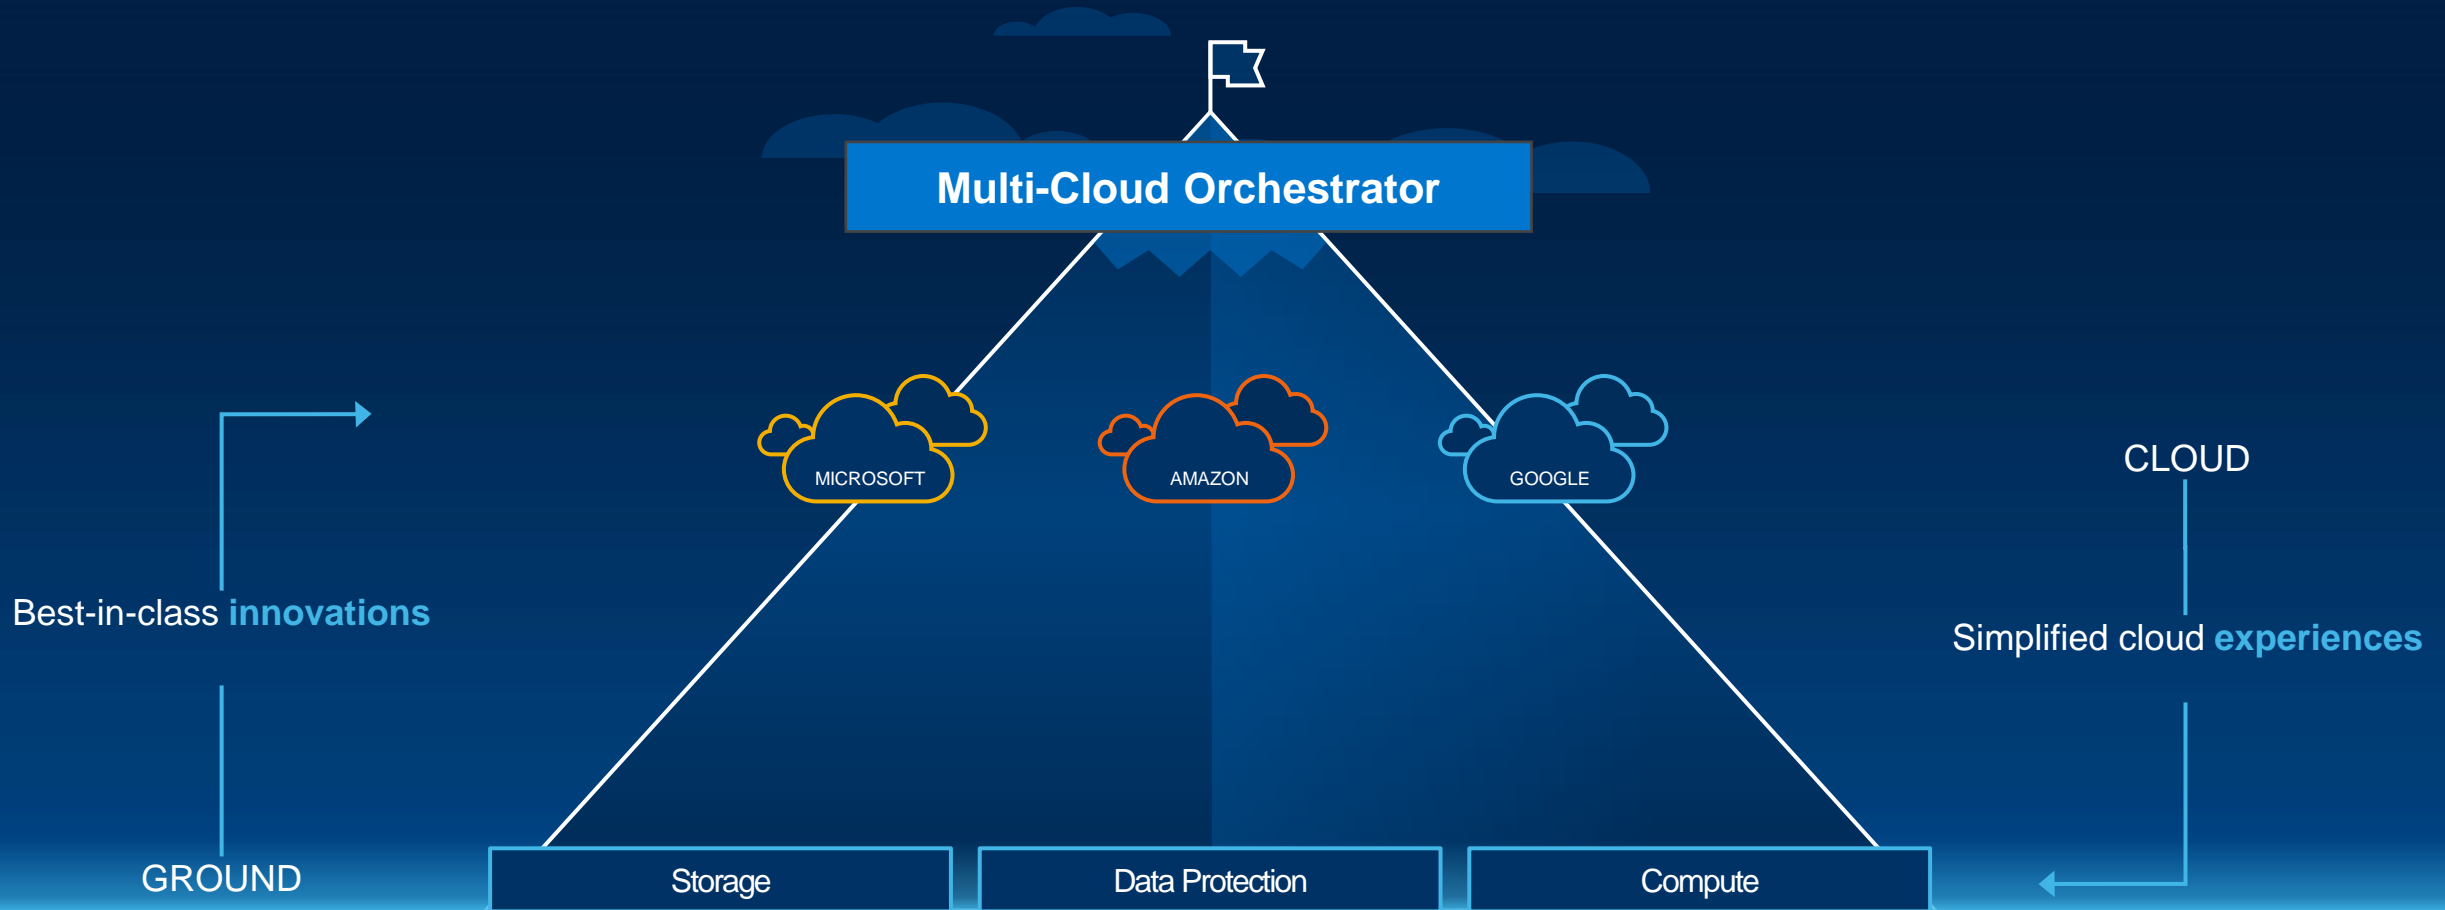 Multi-Cloud Orchestrator
MICROSOFT
AMAZON
GOOGLE
CLOUD
Best-in-class innovations
Simplified cloud experiences
GROUND
Storage
Data Protection
Compute